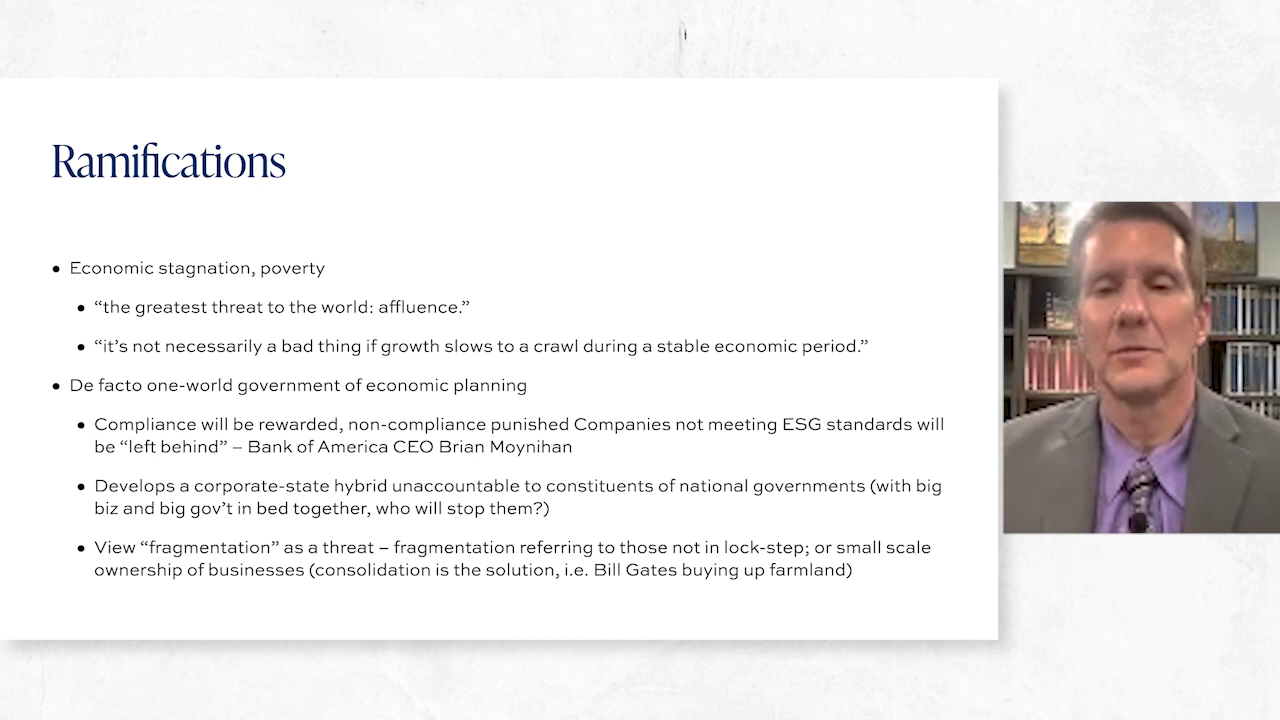 Ramifications
• Economic stagnation, poverty
• “the greatest threat to the world: affluence.”
• “it’s not necessarily a bad thing if growth slows to a crawl during a stable economic period.”
• De facto one-world government of economic planning
• Compliance will be rewarded, non-compliance punished Companies not meeting ESG standards will
be “left behind” – Bank of America CEO Brian Moynihan
• Develops a corporate-state hybrid unaccountable to constituents of national governments (with big
biz and big gov’t in bed together, who will stop them?)
• View “fragmentation” as a threat – fragmentation referring to those not in lock-step; or small scale
ownership of businesses (consolidation is the solution, i.e. Bill Gates buying up farmland)